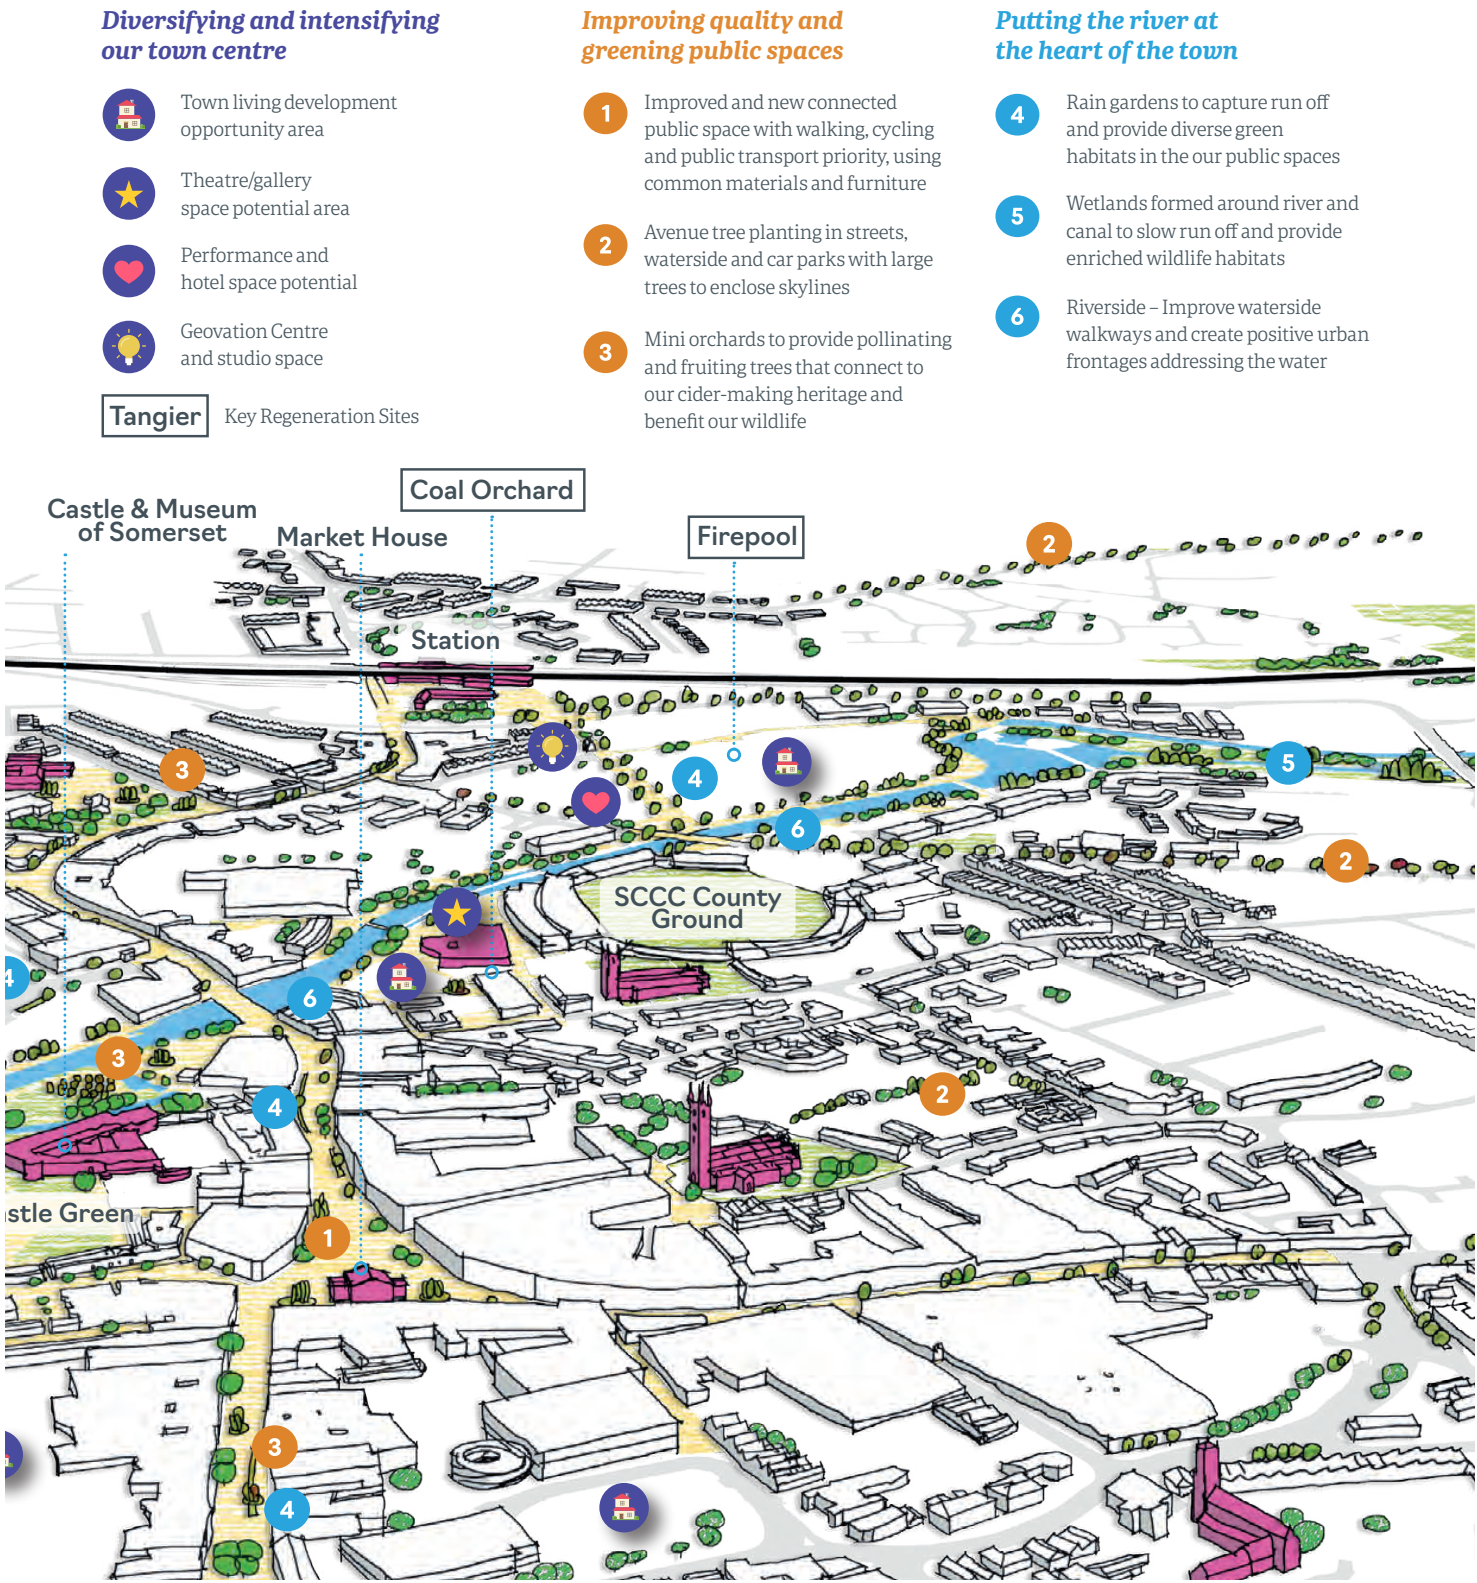 Diversifying and intensifying
our town centre
Town living development
opportunity area
Theatre/gallery
space potential area
Performance and
hotel space potential
Geovation Centre
and studio space
Tangier
Key Regeneration Sites
Improving quality and
greening public spaces
1
Improved and new connected
public space with walking, cycling
and public transport priority, using
common materials and furniture
2
Avenue tree planting in streets,
waterside and car parks with large
trees to enclose skylines
3
Mini orchards to provide pollinating
and fruiting trees that connect to
our cider-making heritage and
benefit our wildlife
Putting the river at
the heart of the town
4
Rain gardens to capture run off
and provide diverse green
habitats in the our public spaces
5
Wetlands formed around river and
canal to slow run off and provide
enriched wildlife habitats
6
Riverside – Improve waterside
walkways and create positive urban
frontages addressing the water
Coal Orchard
Castle & Museum
of Somerset
Market House
Firepool
2
Station
3
4
5
6
2
SCCC County
Ground
4
6
3
2
4
stle Green
1
3
4